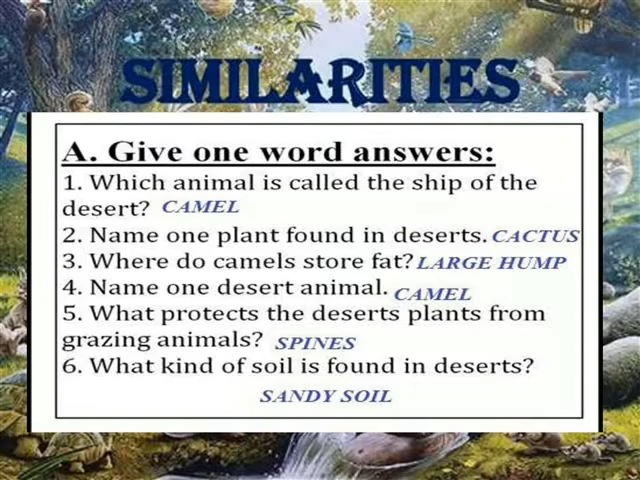 SIMILARITIES
A. Give one word answers:
1. Which animal is called the ship of the
desert? CAMEL
2. Name one plant found in deserts. CACTUS
3. Where do camels store fat? LARGE HUMP
4. Name one desert animal. CAMEL
5. What protects the deserts plants from
grazing animals? SPINES
6. What kind of soil is found in deserts?
SANDY SOIL